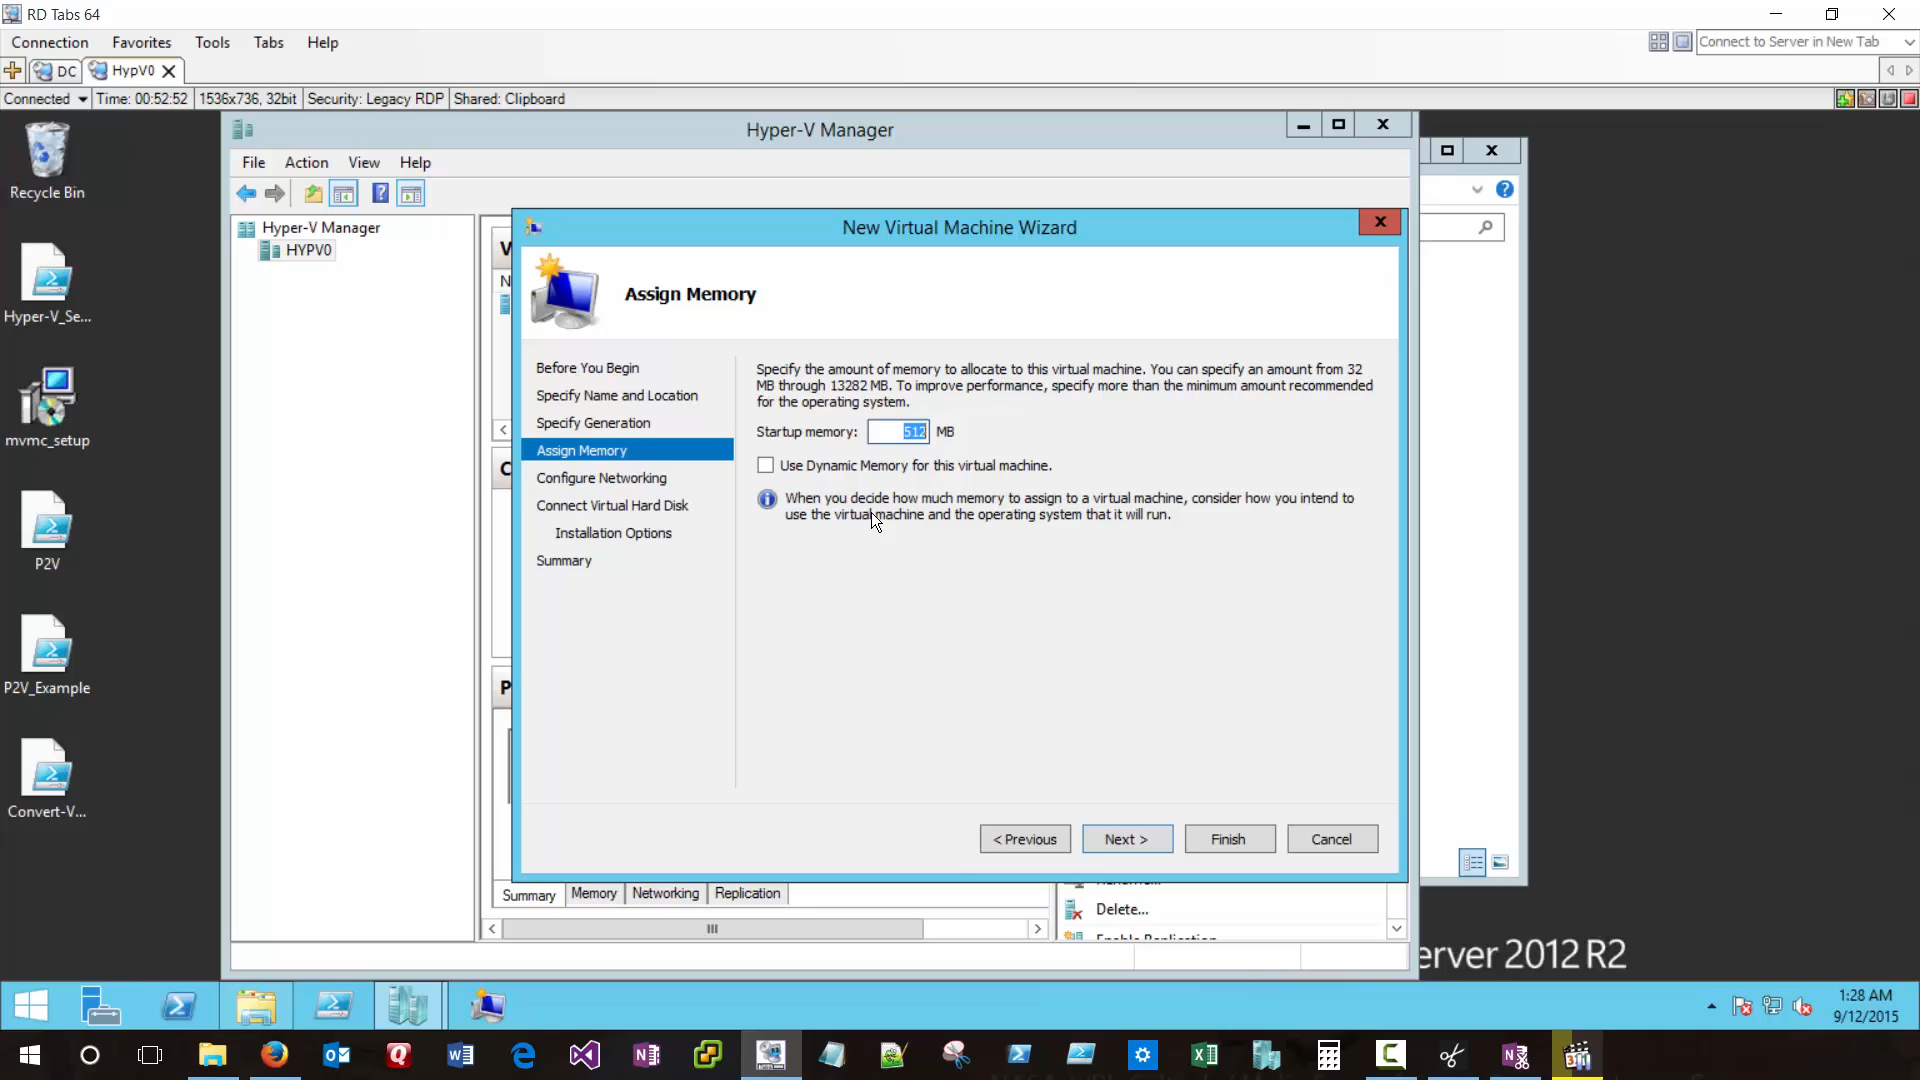 RD Tabs 64
Connection Favorites Tools Tabs Help
Connect to Server in New Tab
DC HypV0
Connected Time: 00:52:52 1536x736, 32bit Security: Legacy RDP Shared: Clipboard
Hyper-V Manager
File Action View Help
Recycle Bin
Hyper-V_Se...
mvmc_setup
P2V
P2V_Example
Convert-V...
Hyper-V Manager
HYPV0
New Virtual Machine Wizard
Assign Memory
Before You Begin
Specify Name and Location
Specify Generation
Assign Memory
Configure Networking
Connect Virtual Hard Disk
Installation Options
Summary
Specify the amount of memory to allocate to this virtual machine. You can specify an amount from 32
MB through 13282 MB. To improve performance, specify more than the minimum amount recommended
for the operating system.
Startup memory: 512 MB
Use Dynamic Memory for this virtual machine.
When you decide how much memory to assign to a virtual machine, consider how you intend to
use the virtual machine and the operating system that it will run.
< Previous Next > Finish Cancel
Summary Memory Networking Replication
Delete...
erver 2012 R2
1:28 AM
9/12/2015